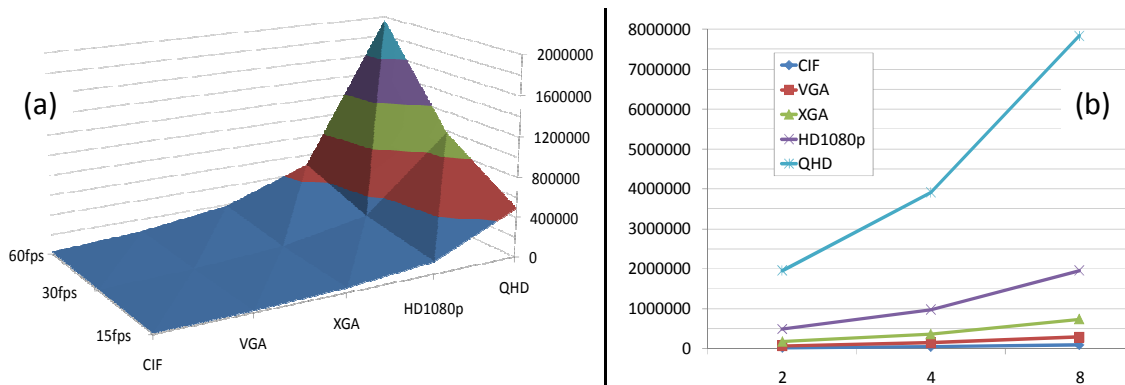 (a)
2000000
1600000
1200000
800000
400000
0
60fps
30fps
15fps
CIF
VGA
XGA
HD1080p
QHD
(b)
8000000
7000000
6000000
5000000
4000000
3000000
2000000
1000000
0
CIF
VGA
XGA
HD1080p
QHD
2
4
8